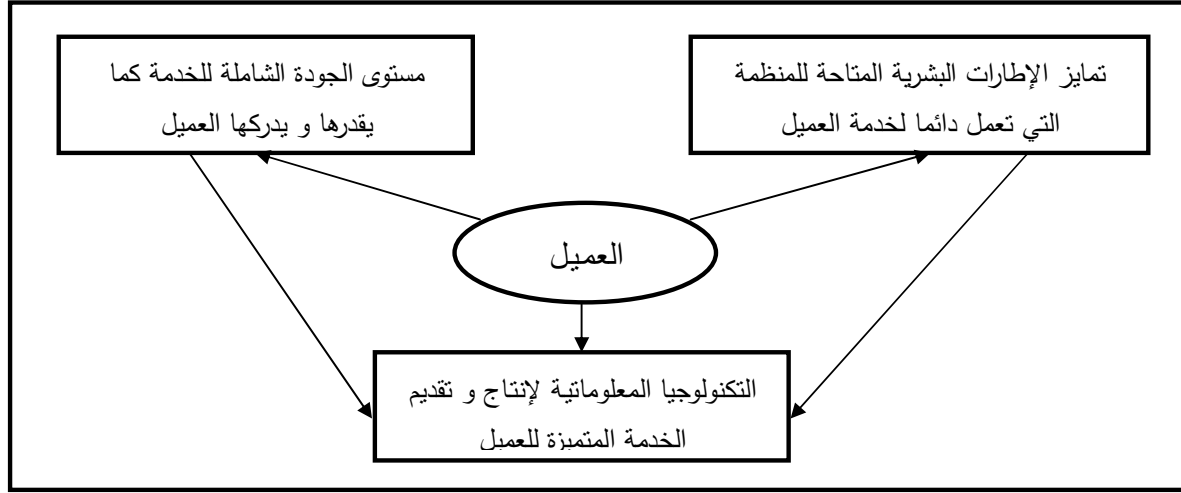 تمايز الإطارات البشرية المتاحة للمنظمة
التي تعمل دائما لخدمة العميل
مستوى الجودة الشاملة للخدمة كما
يقدرها و يدركها العميل
العميل
التكنولوجيا المعلوماتية لإنتاج و تقديم
الخدمة المتميزة للعميل